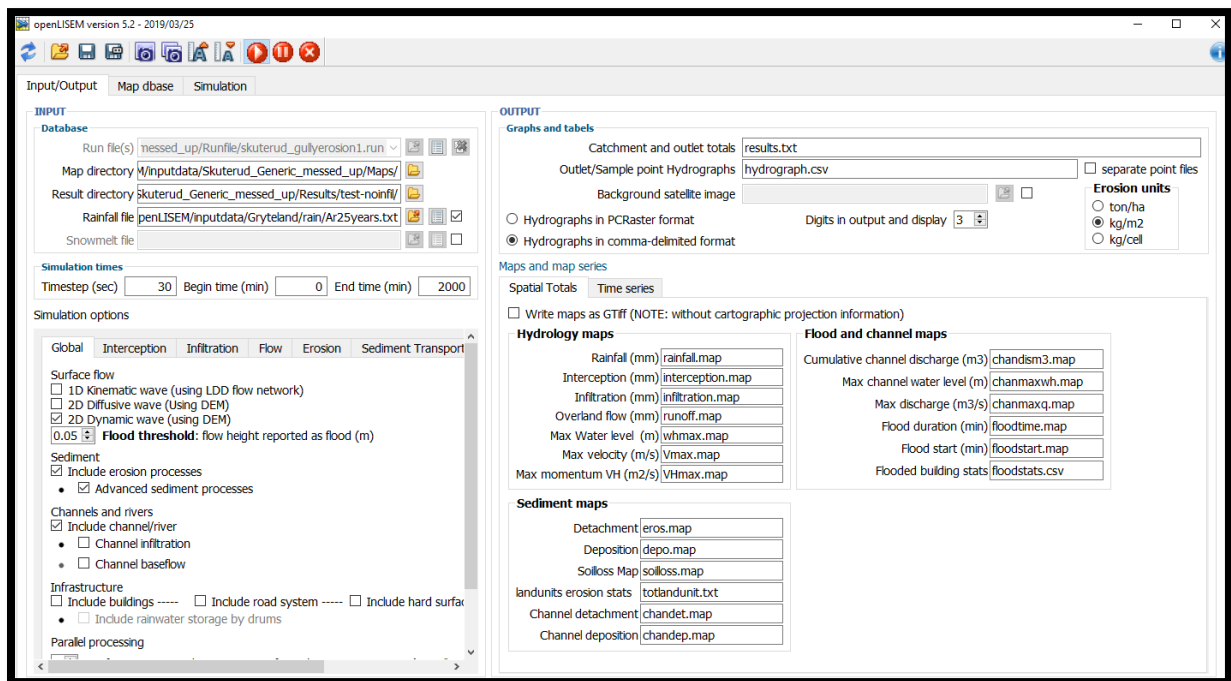 openLISEM version 5.2 - 2019/03/25
Input/Output Map dbase Simulation
INPUT
Database
Run file(s) messed_up/Runfile/skuterud_gullyerosion1.run
Map directory M/inputdata/Skuterud_Generic_messed_up/Maps/
Result directory Skuterud_Generic_messed_up/Results/test-noinfil/
Rainfall file penLISEM/inputdata/Gryteland/rain/Ar25years.txt
Snowmelt file
Simulation times
Timestep (sec) 30 Begin time (min) 0 End time (min) 2000
Simulation options
Global Interception Infiltration Flow Erosion Sediment Transport
Surface flow
1D Kinematic wave (using LDD flow network)
2D Diffusive wave (Using DEM)
2D Dynamic wave (using DEM)
0.05 Flood threshold: flow height reported as flood (m)
Sediment
Include erosion processes
Advanced sediment processes
Channels and rivers
Include channel/river
Channel infiltration
Channel baseflow
Infrastructure
Include buildings ----- Include road system ----- Include hard surfac
Include rainwater storage by drums
Parallel processing
OUTPUT
Graphs and tabels
Catchment and outlet totals results.txt
Outlet/Sample point Hydrographs hydrograph.csv separate point files
Background satellite image
Hydrographs in PCRaster format Digits in output and display 3
Hydrographs in comma-delimited format
Erosion units
ton/ha
kg/m2
kg/cell
Maps and map series
Spatial Totals Time series
Write maps as GTiff (NOTE: without cartographic projection information)
Hydrology maps
Rainfall (mm) rainfall.map
Interception (mm) interception.map
Infiltration (mm) infiltration.map
Overland flow (mm) runoff.map
Max Water level (m) whmax.map
Max velocity (m/s) Vmax.map
Max momentum VH (m2/s) VHmax.map
Flood and channel maps
Cumulative channel discharge (m3) chandism3.map
Max channel water level (m) chanmaxwh.map
Max discharge (m3/s) chanmaxq.map
Flood duration (min) floodtime.map
Flood start (min) floodstart.map
Flooded building stats floodstats.csv
Sediment maps
Detachment eros.map
Deposition depo.map
Soilloss Map soilloss.map
landunits erosion stats totlandunit.txt
Channel detachment chandet.map
Channel deposition chandep.map